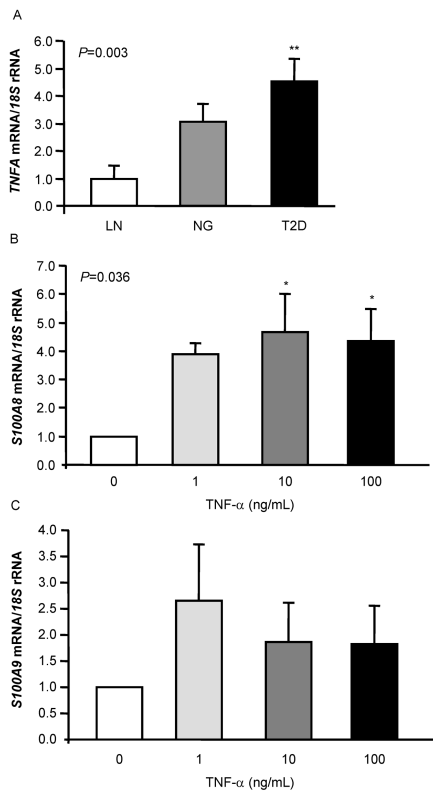 A
TNFA mRNA/18S rRNA
6.0
5.0
4.0
3.0
2.0
1.0
0.0
P=0.003
**
LN NG T2D
B
S100A8 mRNA/18S rRNA
7.0
6.0
5.0
4.0
3.0
2.0
1.0
0.0
P=0.036
* *
0 1 10 100
TNF-α (ng/mL)
C
S100A9 mRNA/18S rRNA
4.0
3.5
3.0
2.5
2.0
1.5
1.0
0.5
0.0
0 1 10 100
TNF-α (ng/mL)